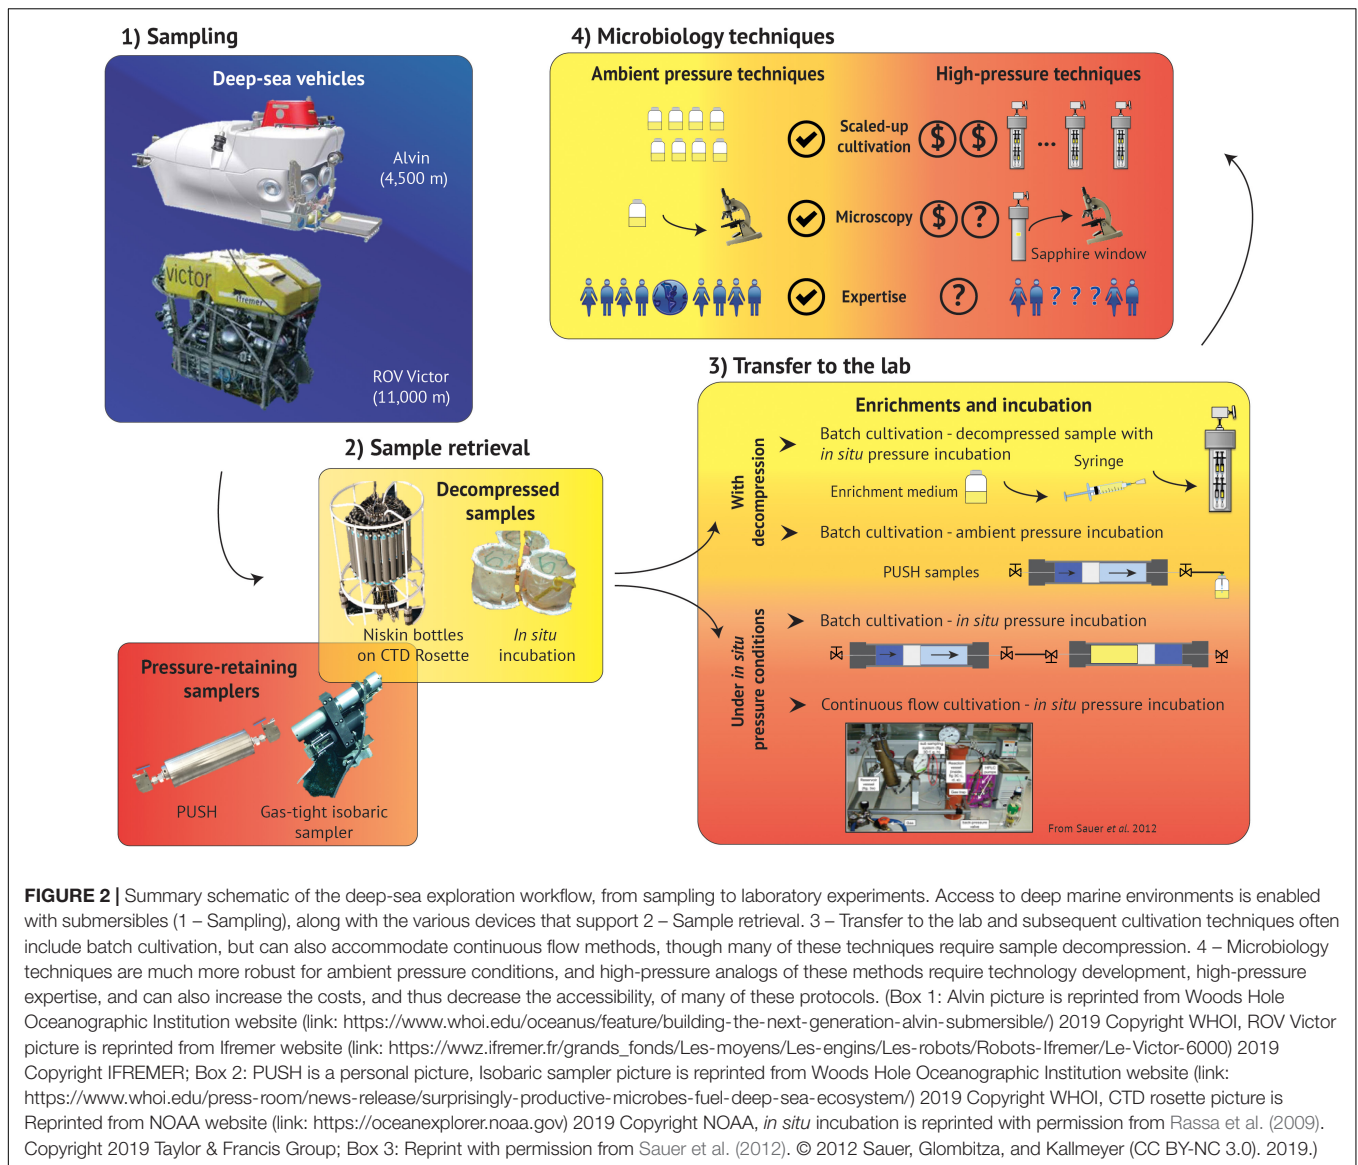 1) Sampling
Deep-sea vehicles
Alvin
(4,500 m)
victor
Ifremer
ROV Victor
(11,000 m)
2) Sample retrieval
Decompressed
samples
Niskin bottles
on CTD Rosette
In situ
incubation
Pressure-retaining
samplers
PUSH
Gas-tight isobaric
sampler
3) Transfer to the lab
Enrichments and incubation
With
decompression
Batch cultivation - decompressed sample with
in situ pressure incubation
Enrichment medium
Syringe
Batch cultivation - ambient pressure incubation
PUSH samples
Under in situ
pressure conditions
Batch cultivation - in situ pressure incubation
Continuous flow cultivation - in situ pressure incubation
From Sauer et al. 2012
4) Microbiology techniques
Ambient pressure techniques
High-pressure techniques
Scaled-up
cultivation
$ $
...
Microscopy
$ ?
Sapphire window
Expertise
?
? ? ?
FIGURE 2 | Summary schematic of the deep-sea exploration workflow, from sampling to laboratory experiments. Access to deep marine environments is enabled
with submersibles (1 – Sampling), along with the various devices that support 2 – Sample retrieval. 3 – Transfer to the lab and subsequent cultivation techniques often
include batch cultivation, but can also accommodate continuous flow methods, though many of these techniques require sample decompression. 4 – Microbiology
techniques are much more robust for ambient pressure conditions, and high-pressure analogs of these methods require technology development, high-pressure
expertise, and can also increase the costs, and thus decrease the accessibility, of many of these protocols. (Box 1: Alvin picture is reprinted from Woods Hole
Oceanographic Institution website (link: https://www.whoi.edu/oceanus/feature/building-the-next-generation-alvin-submersible/) 2019 Copyright WHOI, ROV Victor
picture is reprinted from Ifremer website (link: https://wwz.ifremer.fr/grands_fonds/Les-moyens/Les-engins/Les-robots/Robots-Ifremer/Le-Victor-6000) 2019
Copyright IFREMER; Box 2: PUSH is a personal picture, Isobaric sampler picture is reprinted from Woods Hole Oceanographic Institution website (link:
https://www.whoi.edu/press-room/news-release/surprisingly-productive-microbes-fuel-deep-sea-ecosystem/) 2019 Copyright WHOI, CTD rosette picture is
Reprinted from NOAA website (link: https://oceanexplorer.noaa.gov) 2019 Copyright NOAA, in situ incubation is reprinted with permission from Rassa et al. (2009).
Copyright 2019 Taylor & Francis Group; Box 3: Reprint with permission from Sauer et al. (2012). © 2012 Sauer, Glombitza, and Kallmeyer (CC BY-NC 3.0). 2019.)